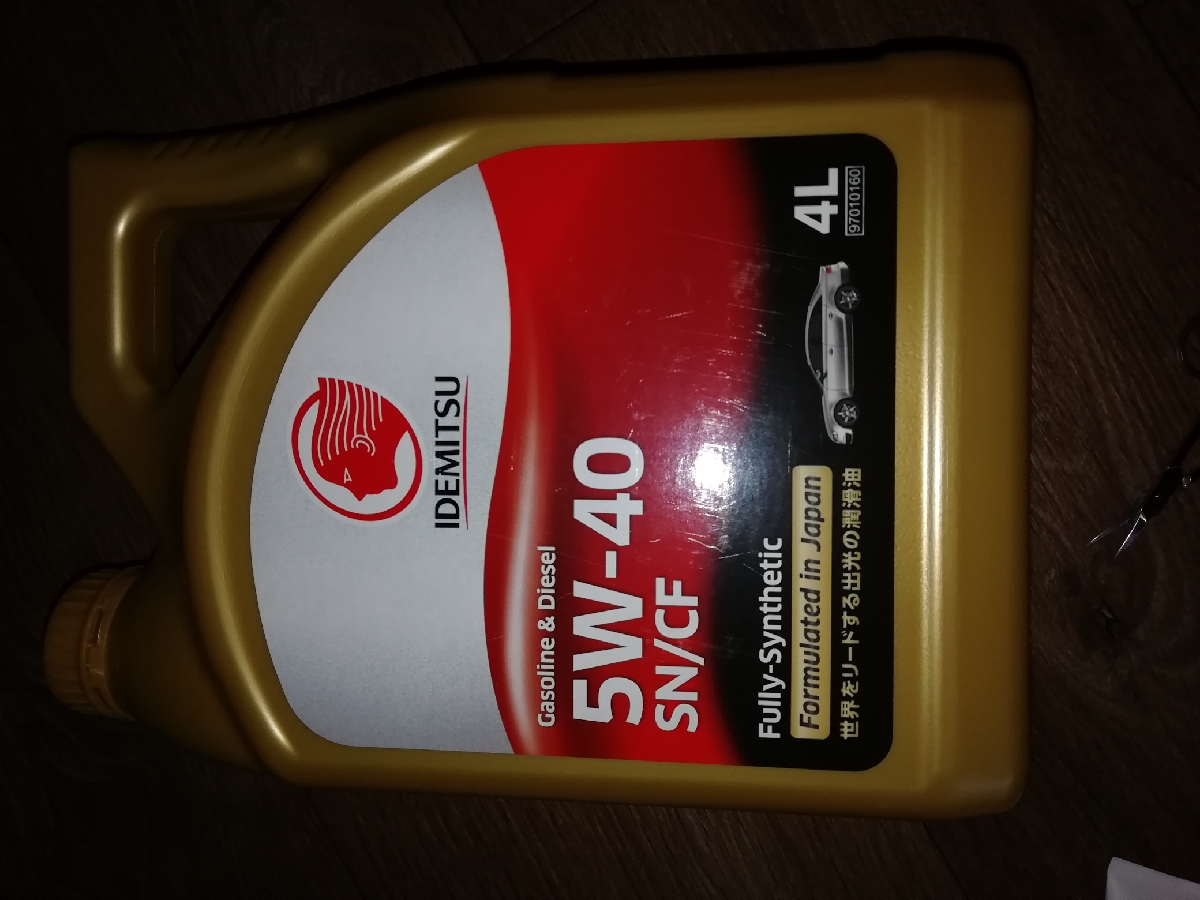 IDEMITSU
Gasoline & Diesel
5W-40
SN/CF
Fully-Synthetic
Formulated in Japan
世界をリードする出光の潤滑油
4L
97010160